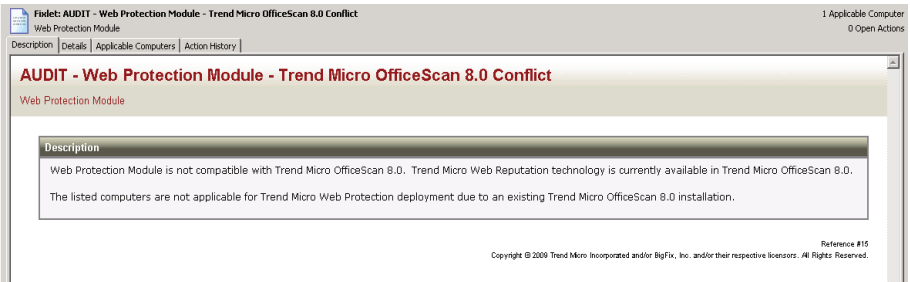 Fixlet: AUDIT - Web Protection Module - Trend Micro OfficeScan 8.0 Conflict
1 Applicable Computer
Web Protection Module
0 Open Actions
Description
Details
Applicable Computers
Action History
AUDIT - Web Protection Module - Trend Micro OfficeScan 8.0 Conflict
Web Protection Module
Description
Web Protection Module is not compatible with Trend Micro OfficeScan 8.0. Trend Micro Web Reputation technology is currently available in Trend Micro OfficeScan 8.0.
The listed computers are not applicable for Trend Micro Web Protection deployment due to an existing Trend Micro OfficeScan 8.0 installation.
Reference #15
Copyright © 2009 Trend Micro Incorporated and/or BigFix, Inc. and/or their respective licensors. All Rights Reserved.